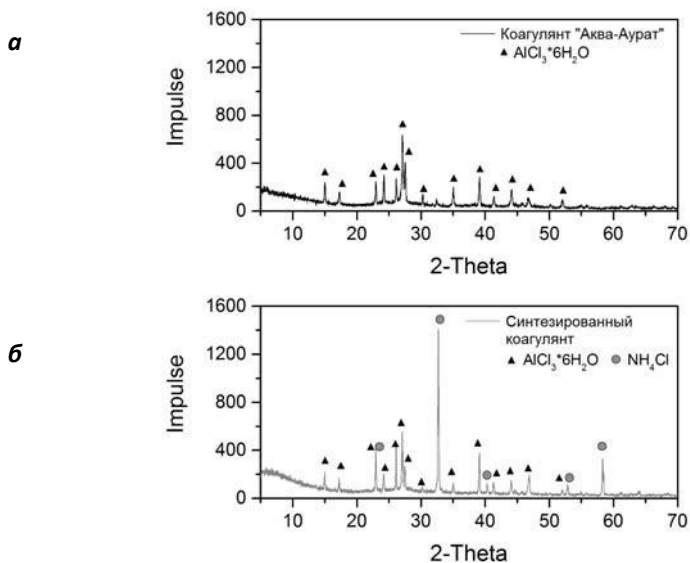 а
1600
1200
800
400
0
Impulse
Коагулянт "Аква-Аурат"
AlCl3*6H2O
10 20 30 40 50 60 70
2-Theta
б
1600
1200
800
400
0
Impulse
Синтезированный
коагулянт
AlCl3*6H2O NH4Cl
10 20 30 40 50 60 70
2-Theta